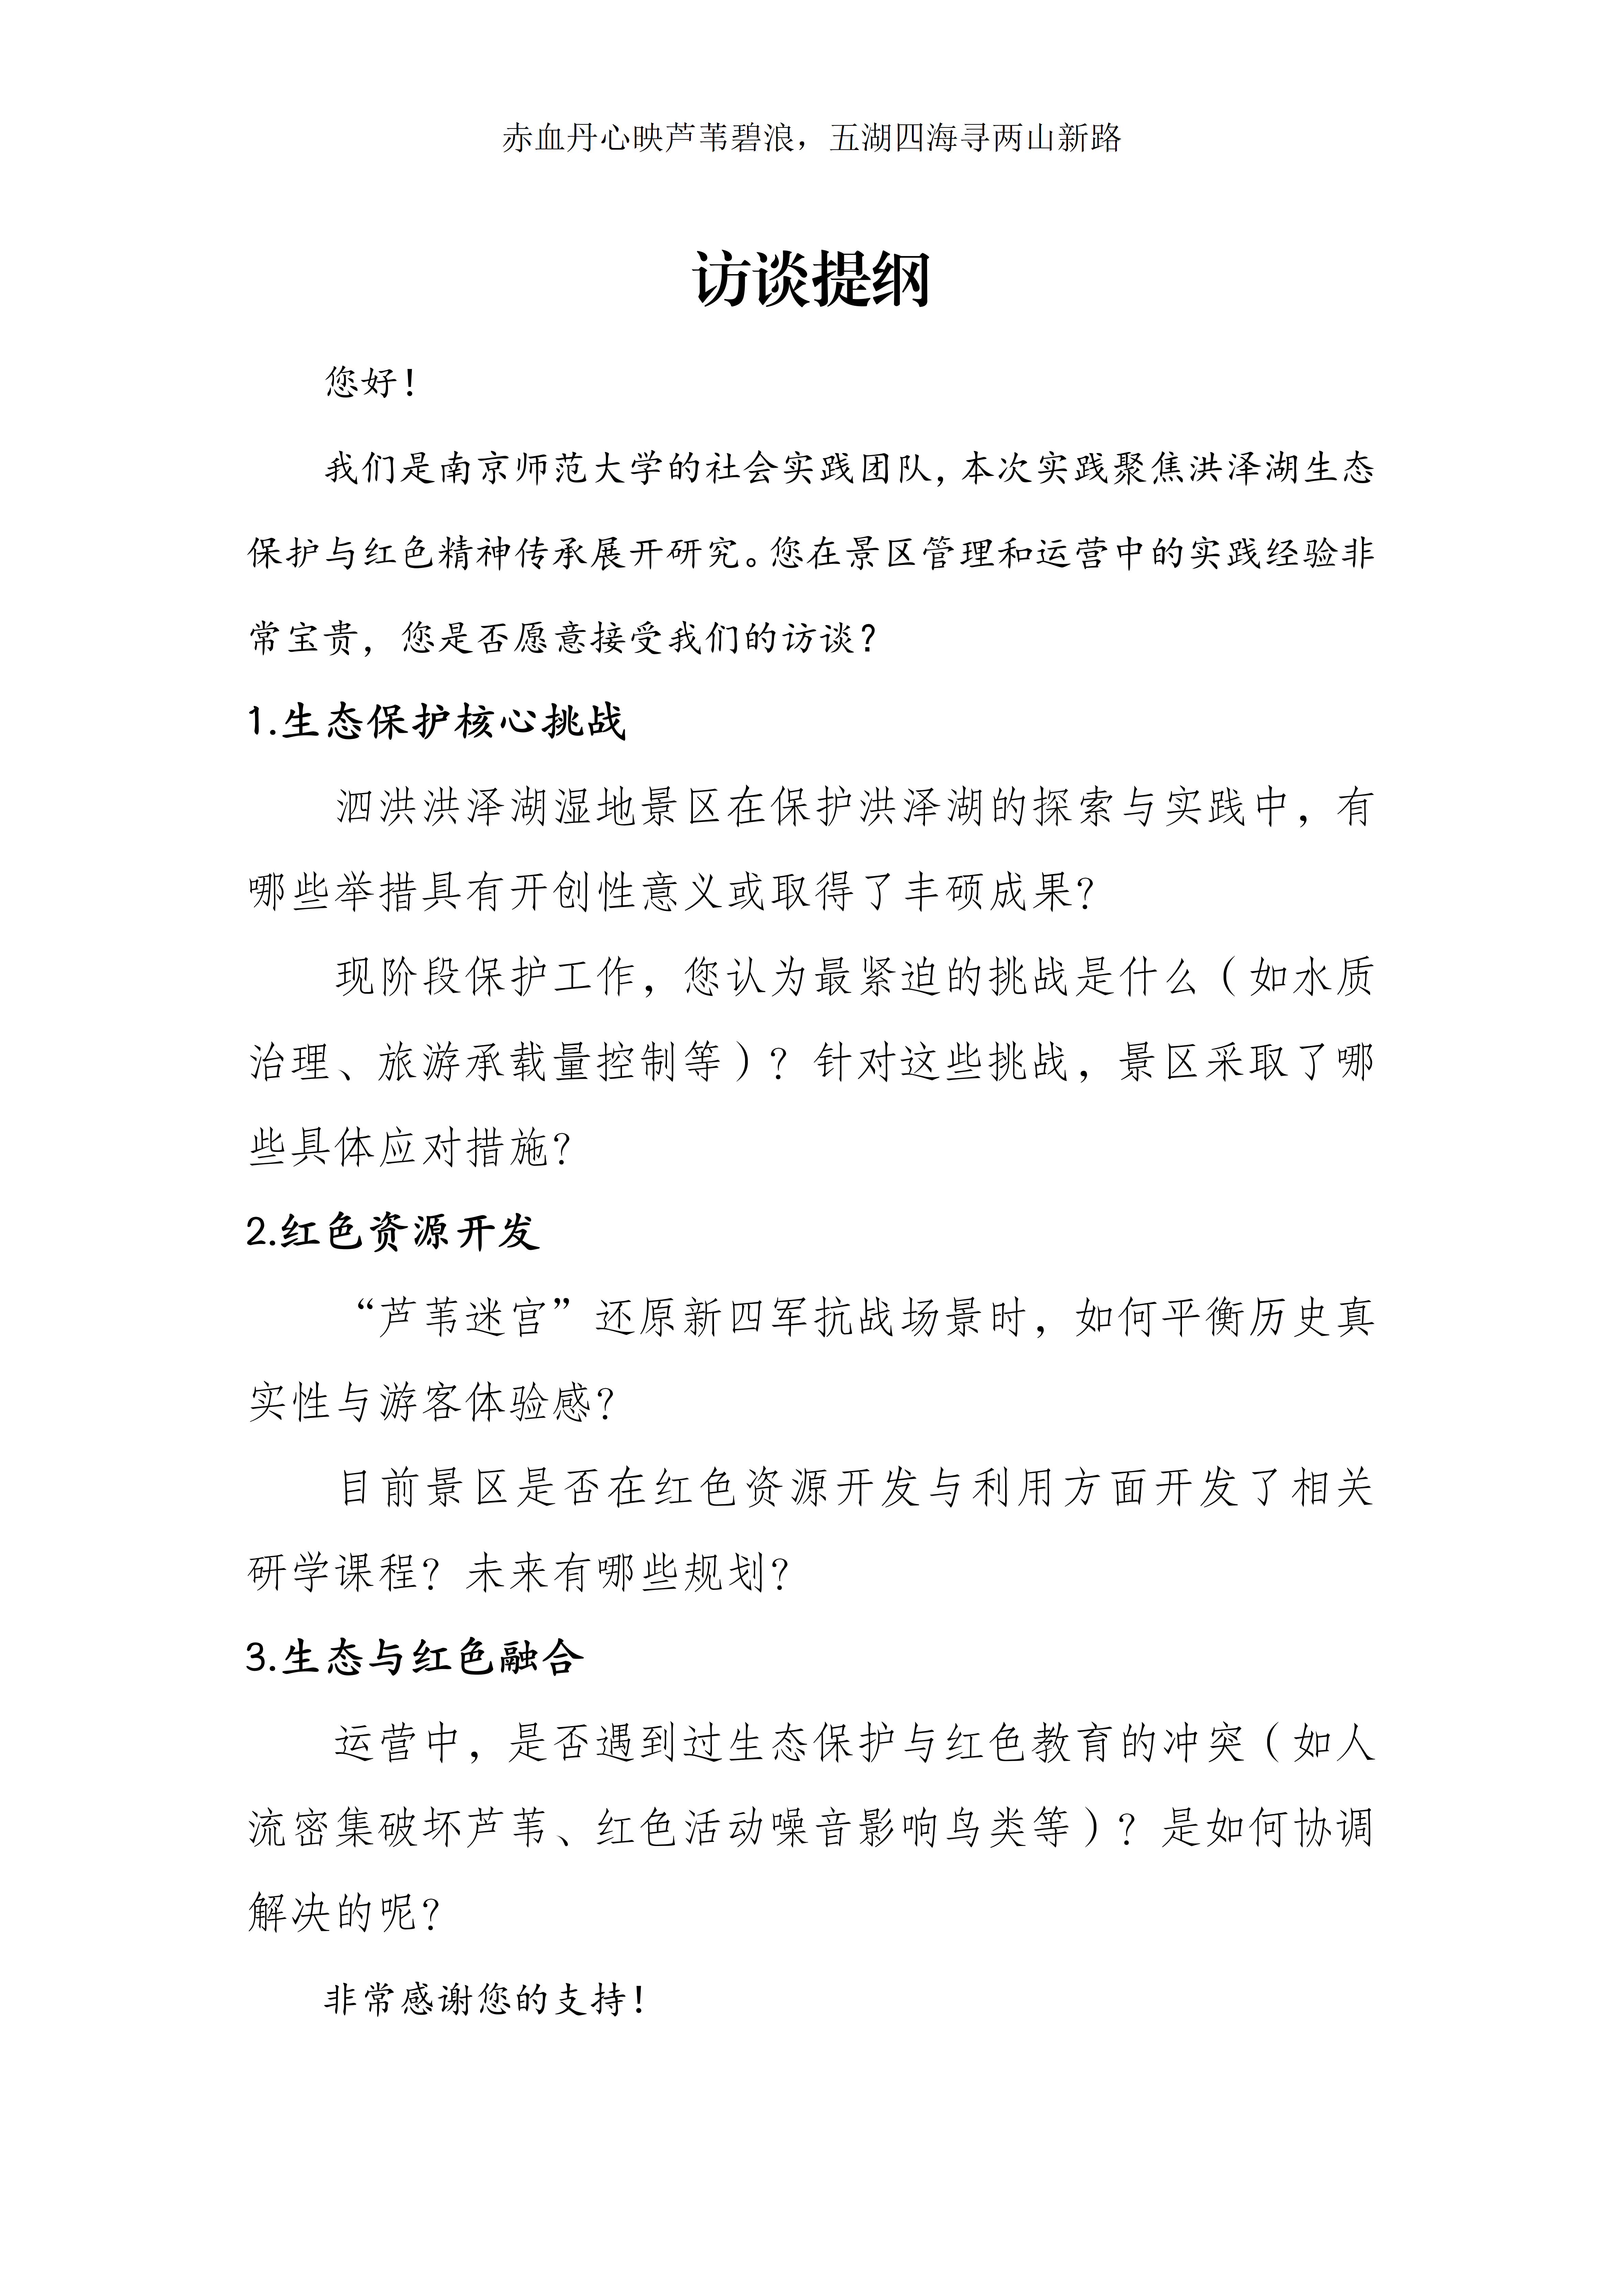 赤血丹心映芦苇碧浪，五湖四海寻两山新路
访谈提纲
您好！
我们是南京师范大学的社会实践团队，本次实践聚焦洪泽湖生态
保护与红色精神传承展开研究。您在景区管理和运营中的实践经验非
常宝贵，您是否愿意接受我们的访谈？
1.生态保护核心挑战
泗洪洪泽湖湿地景区在保护洪泽湖的探索与实践中，有
哪些举措具有开创性意义或取得了丰硕成果？
现阶段保护工作，您认为最紧迫的挑战是什么（如水质
治理、旅游承载量控制等）？针对这些挑战，景区采取了哪
些具体应对措施？
2.红色资源开发
“芦苇迷宫”还原新四军抗战场景时，如何平衡历史真
实性与游客体验感？
目前景区是否在红色资源开发与利用方面开发了相关
研学课程？未来有哪些规划？
3.生态与红色融合
运营中，是否遇到过生态保护与红色教育的冲突（如人
流密集破坏芦苇、红色活动噪音影响鸟类等）？是如何协调
解决的呢？
非常感谢您的支持！